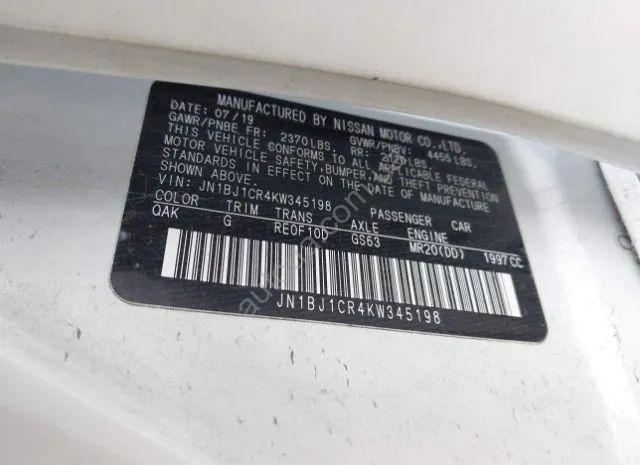 MANUFACTURED BY NISSAN MOTOR CO.,LTD.
DATE: 07/19 GVWR/PNBV: 4455 LBS.
GAWR/PNBE FR: 2370LBS. RR: 2120LBS.
THIS VEHICLE CONFORMS TO ALL APPLICABLE FEDERAL
MOTOR VEHICLE SAFETY, BUMPER, AND THEFT PREVENTION
STANDARDS IN EFFECT ON THE DATE OF MANUFACTURE
SHOWN ABOVE.
VIN: JN1BJ1CR4KW345198 PASSENGER CAR
COLOR TRIM TRANS AXLE ENGINE
QAK G RE0F10D GS63 MR20(DD) 1997CC
JN1BJ1CR4KW345198